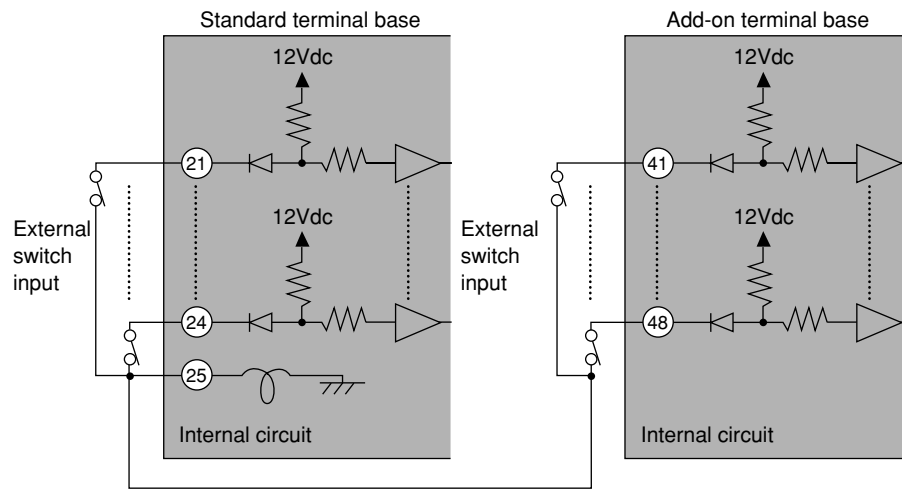 Standard terminal base
Add-on terminal base
12Vdc
12Vdc
21
41
External
switch
input
12Vdc
External
switch
input
12Vdc
24
48
25
Internal circuit
Internal circuit